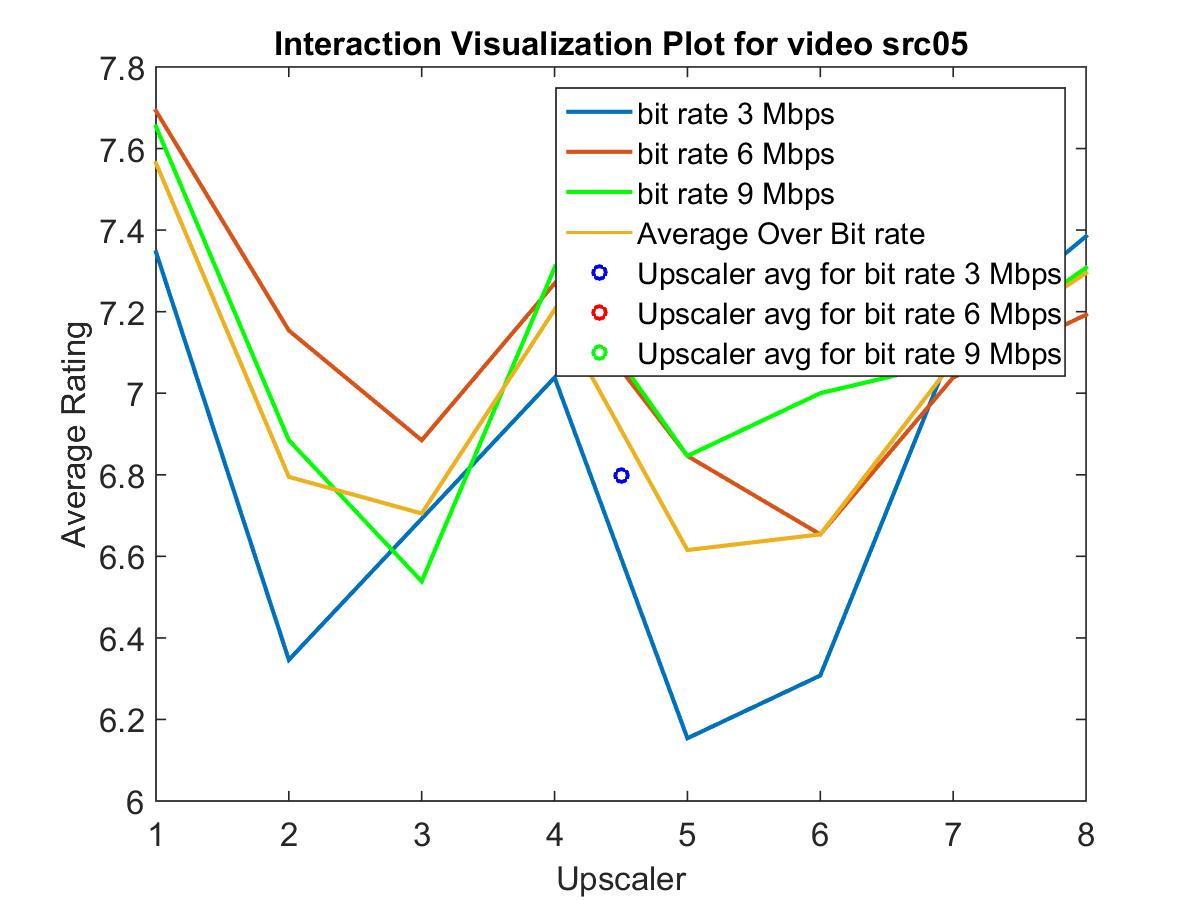 Interaction Visualization Plot for video src05
7.8
7.6
7.4
7.2
7
6.8
6.6
6.4
6.2
6
Average Rating
bit rate 3 Mbps
bit rate 6 Mbps
bit rate 9 Mbps
Average Over Bit rate
Upscaler avg for bit rate 3 Mbps
Upscaler avg for bit rate 6 Mbps
Upscaler avg for bit rate 9 Mbps
1 2 3 4 5 6 7 8
Upscaler